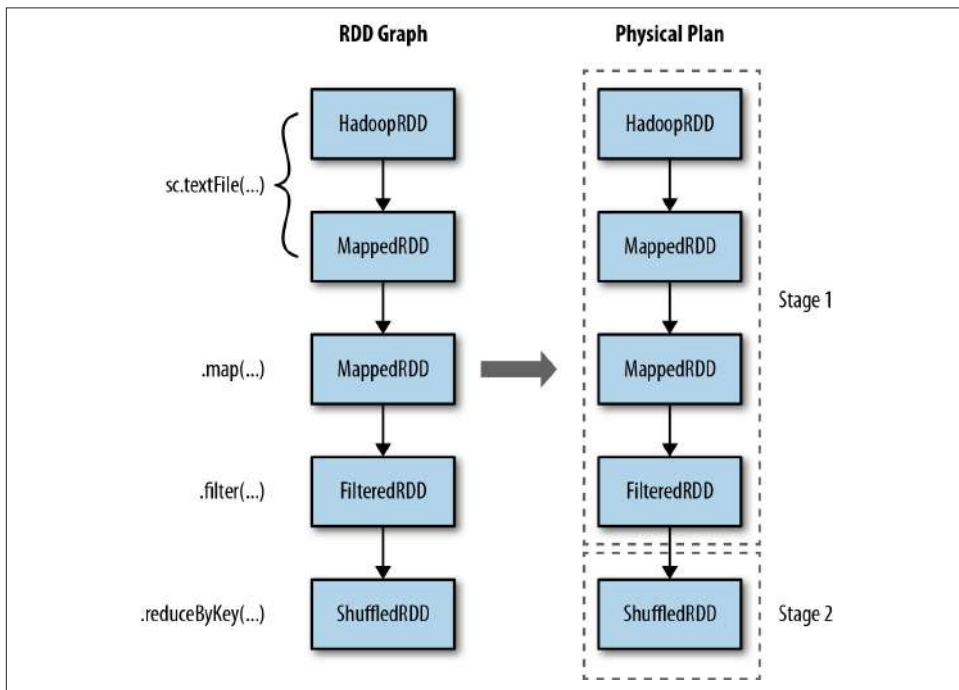 RDD Graph
Physical Plan
HadoopRDD
HadoopRDD
sc.textFile(...)
MappedRDD
MappedRDD
Stage 1
.map(...)
MappedRDD
MappedRDD
.filter(...)
FilteredRDD
FilteredRDD
.reduceByKey(...)
ShuffledRDD
ShuffledRDD
Stage 2